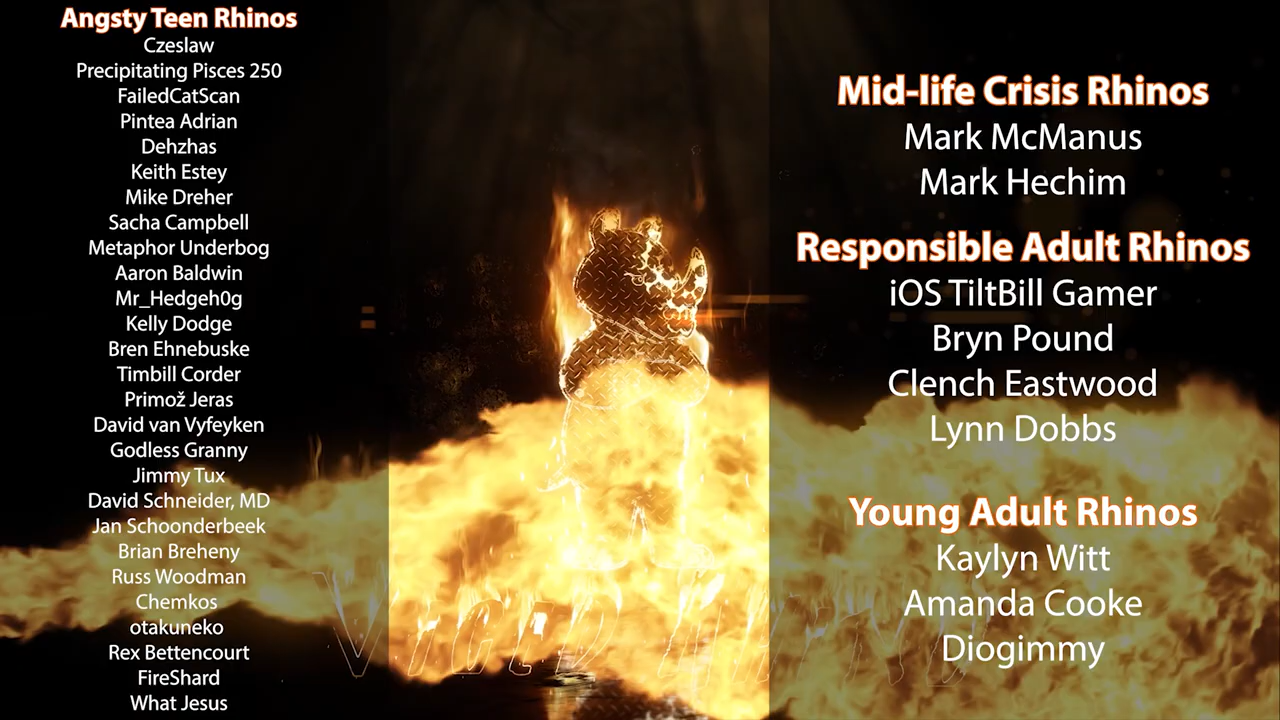 Angsty Teen Rhinos
Czeslaw
Precipitating Pisces 250
FailedCatScan
Pintea Adrian
Dehzhas
Keith Estey
Mike Dreher
Sacha Campbell
Metaphor Underbog
Aaron Baldwin
Mr_Hedgeh0g
Kelly Dodge
Bren Ehnebuske
Timbill Corder
Primož Jeras
David van Vyfeyken
Godless Granny
Jimmy Tux
David Schneider, MD
Jan Schoonderbeek
Brian Breheny
Russ Woodman
Chemkos
otakuneko
Rex Bettencourt
FireShard
What Jesus
Mid-life Crisis Rhinos
Mark McManus
Mark Hechim
Responsible Adult Rhinos
iOS TiltBill Gamer
Bryn Pound
Clench Eastwood
Lynn Dobbs
Young Adult Rhinos
Kaylyn Witt
Amanda Cooke
Diogimmy